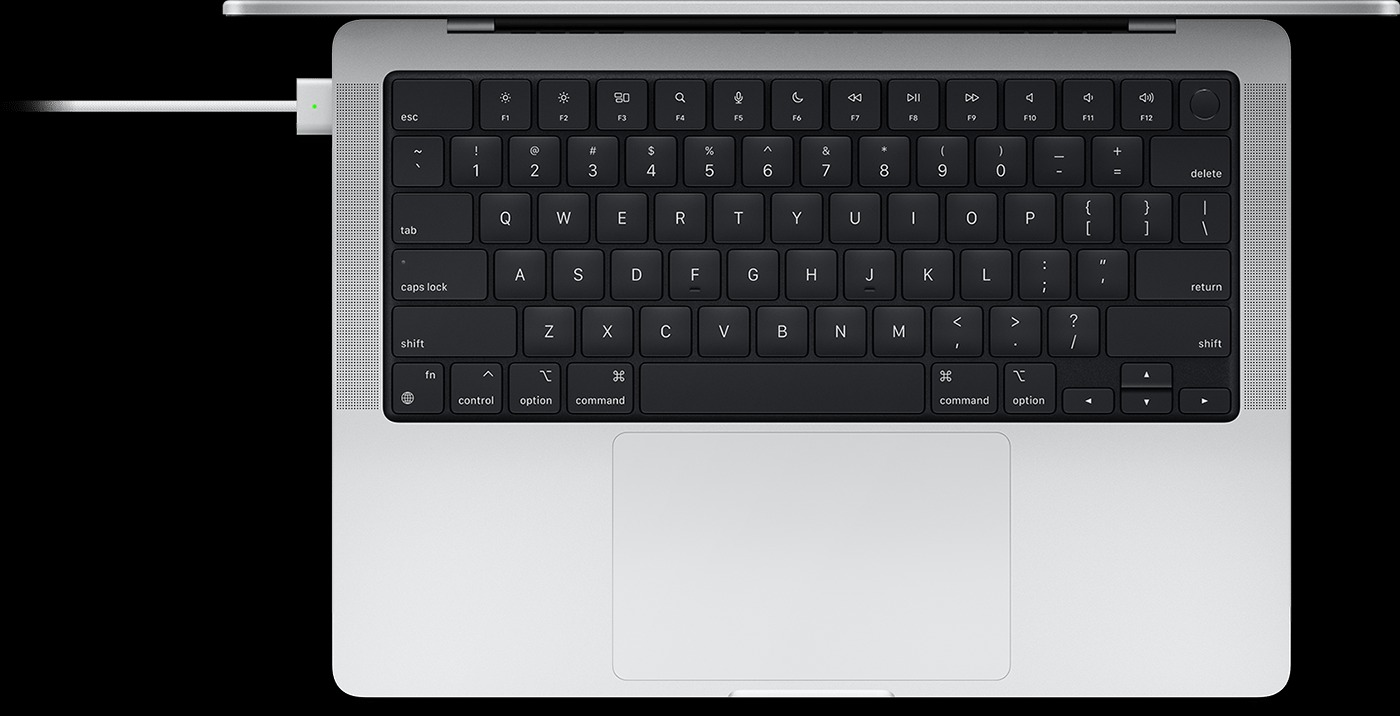 esc F1 F2 F3 F4 F5 F6 F7 F8 F9 F10 F11 F12
~ ! @ # $ % ^ & * ( ) _ +
` 1 2 3 4 5 6 7 8 9 0 - = delete
tab Q W E R T Y U I O P { [ } ] | \
caps lock A S D F G H J K L : ; " ' return
shift Z X C V B N M < , > . ? / shift
fn control option command command option